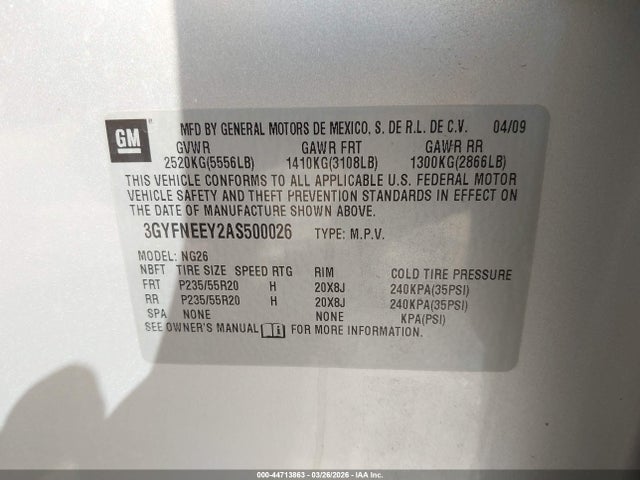 GM
MFD BY GENERAL MOTORS DE MEXICO, S. DE R.L. DE C.V. 04/09
GVWR GAWR FRT GAWR RR
2520KG(5556LB) 1410KG(3108LB) 1300KG(2866LB)
THIS VEHICLE CONFORMS TO ALL APPLICABLE U.S. FEDERAL MOTOR
VEHICLE SAFETY AND THEFT PREVENTION STANDARDS IN EFFECT ON
THE DATE OF MANUFACTURE SHOWN ABOVE.
3GYFNEEY2AS500026 TYPE: M.P.V.
MODEL: NG26
NBFT TIRE SIZE SPEED RTG RIM COLD TIRE PRESSURE
FRT P235/55R20 H 20X8J 240KPA(35PSI)
RR P235/55R20 H 20X8J 240KPA(35PSI)
SPA NONE NONE KPA(PSI)
SEE OWNER'S MANUAL FOR MORE INFORMATION.
000-44713863 | 03/26/2026 - IAA Inc.